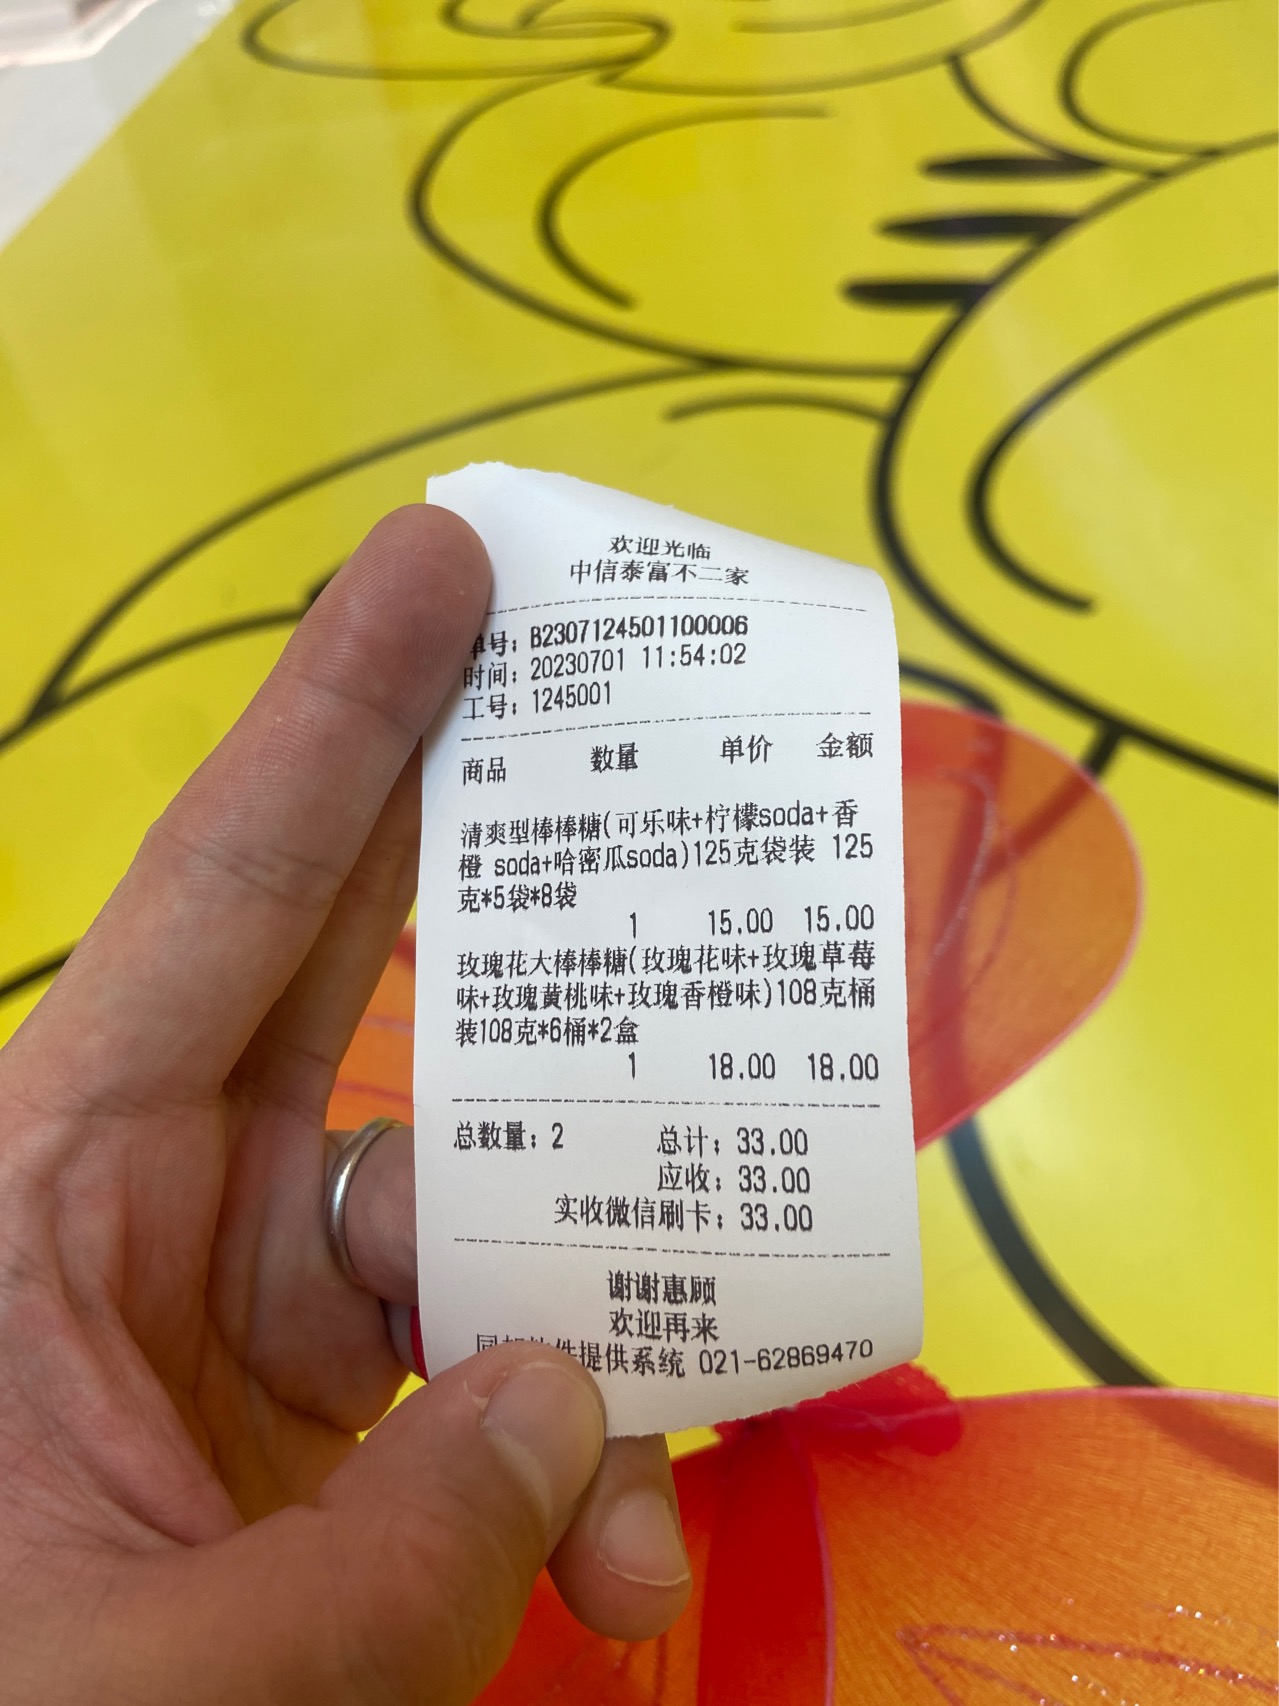 欢迎光临
中信泰富不二家
单号：B2307124501100006
时间：20230701 11:54:02
工号：1245001
商品 数量 单价 金额
清爽型棒棒糖(可乐味+柠檬soda+香
橙 soda+哈密瓜soda)125克袋装 125
克*5袋*8袋
1 15.00 15.00
玫瑰花大棒棒糖(玫瑰花味+玫瑰草莓
味+玫瑰黄桃味+玫瑰香橙味)108克桶
装108克*6桶*2盒
1 18.00 18.00
总数量：2 总计：33.00
应收：33.00
实收微信刷卡：33.00
谢谢惠顾
欢迎再来
件提供系统 021-62869470